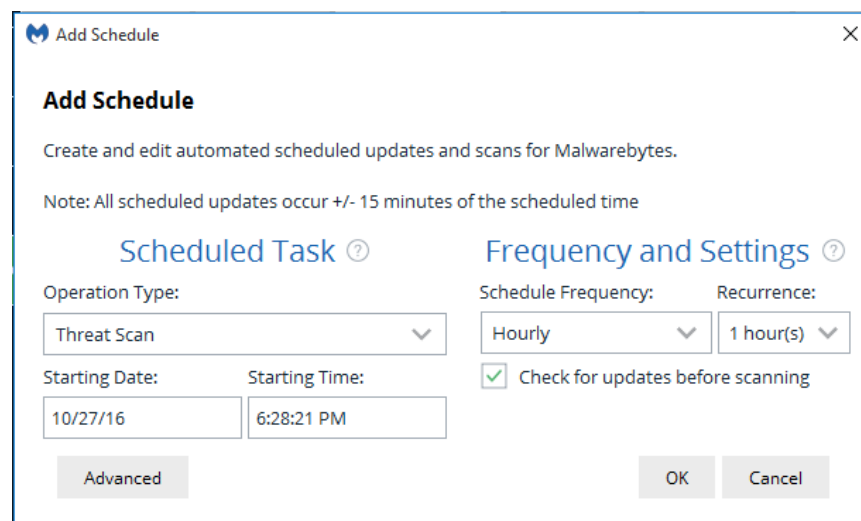 Add Schedule
Add Schedule
Create and edit automated scheduled updates and scans for Malwarebytes.
Note: All scheduled updates occur +/- 15 minutes of the scheduled time
Scheduled Task ?
Operation Type:
Threat Scan
Starting Date: Starting Time:
10/27/16 6:28:21 PM
Frequency and Settings ?
Schedule Frequency: Recurrence:
Hourly 1 hour(s)
Check for updates before scanning
Advanced OK Cancel